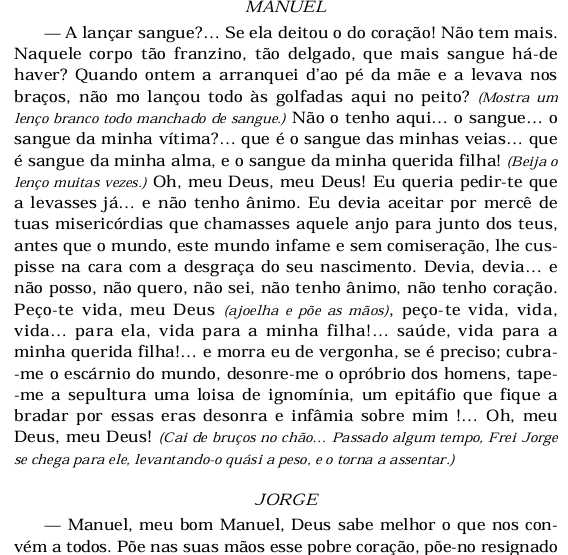 MANUEL
— A lançar sangue?… Se ela deitou o do coração! Não tem mais.
Naquele corpo tão franzino, tão delgado, que mais sangue há-de
haver? Quando ontem a arranquei d’ao pé da mãe e a levava nos
braços, não mo lançou todo às golfadas aqui no peito? (Mostra um
lenço branco todo manchado de sangue.) Não o tenho aqui… o sangue… o
sangue da minha vítima?… que é o sangue das minhas veias… que
é sangue da minha alma, e o sangue da minha querida filha! (Beija o
lenço muitas vezes.) Oh, meu Deus, meu Deus! Eu queria pedir-te que
a levasses já… e não tenho ânimo. Eu devia aceitar por mercê de
tuas misericórdias que chamasses aquele anjo para junto dos teus,
antes que o mundo, este mundo infame e sem comiseração, lhe cus-
pisse na cara com a desgraça do seu nascimento. Devia, devia… e
não posso, não quero, não sei, não tenho ânimo, não tenho coração.
Peço-te vida, meu Deus (ajoelha e põe as mãos), peço-te vida, vida,
vida… para ela, vida para a minha filha!… saúde, vida para a
minha querida filha!… e morra eu de vergonha, se é preciso; cubra-
-me o escárnio do mundo, desonre-me o opróbrio dos homens, tape-
-me a sepultura uma loisa de ignomínia, um epitáfio que fique a
bradar por essas eras desonra e infâmia sobre mim !… Oh, meu
Deus, meu Deus! (Cai de bruços no chão… Passado algum tempo, Frei Jorge
se chega para ele, levantando-o quási a peso, e o torna a assentar.)
JORGE
— Manuel, meu bom Manuel, Deus sabe melhor o que nos con-
vém a todos. Põe nas suas mãos esse pobre coração, põe-no resignado